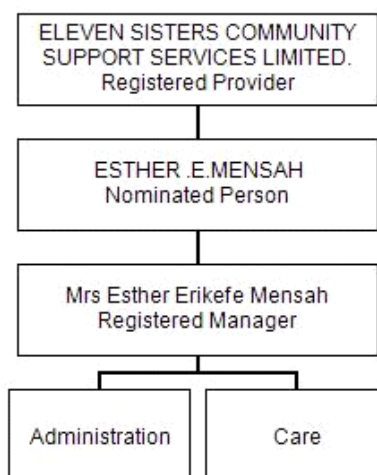 ELEVEN SISTERS COMMUNITY
SUPPORT SERVICES LIMITED.
Registered Provider
ESTHER .E.MENSAH
Nominated Person
Mrs Esther Erikefe Mensah
Registered Manager
Administration
Care